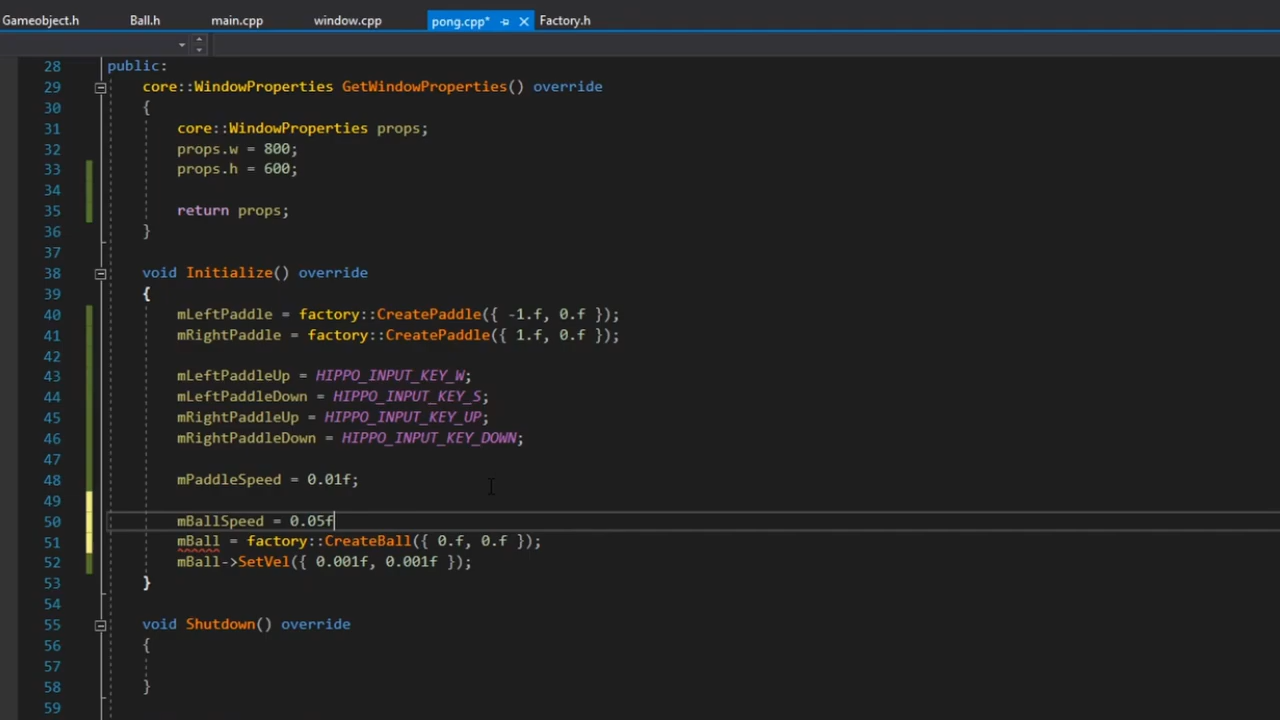 Gameobject.h Ball.h main.cpp window.cpp pong.cpp* Factory.h
28 public:
29 core::WindowProperties GetWindowProperties() override
30 {
31 core::WindowProperties props;
32 props.w = 800;
33 props.h = 600;
34
35 return props;
36 }
37
38 void Initialize() override
39 {
40 mLeftPaddle = factory::CreatePaddle({ -1.f, 0.f });
41 mRightPaddle = factory::CreatePaddle({ 1.f, 0.f });
42
43 mLeftPaddleUp = HIPPO_INPUT_KEY_W;
44 mLeftPaddleDown = HIPPO_INPUT_KEY_S;
45 mRightPaddleUp = HIPPO_INPUT_KEY_UP;
46 mRightPaddleDown = HIPPO_INPUT_KEY_DOWN;
47
48 mPaddleSpeed = 0.01f;
49
50 mBallSpeed = 0.05f
51 mBall = factory::CreateBall({ 0.f, 0.f });
52 mBall->SetVel({ 0.001f, 0.001f });
53 }
54
55 void Shutdown() override
56 {
57
58 }
59